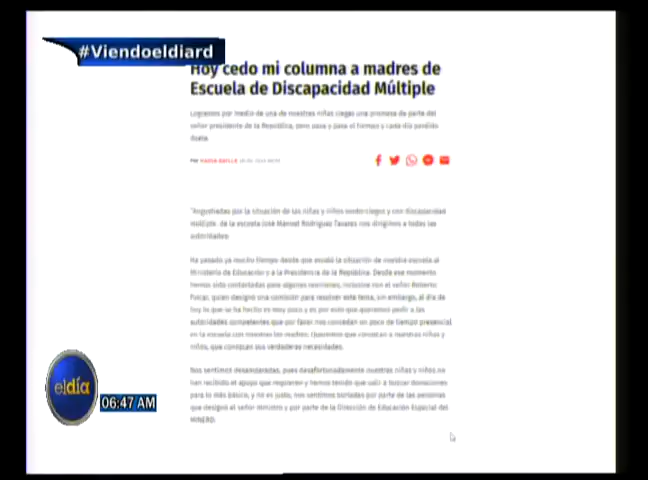 #Viendoeldiard
Hoy cedo mi columna a madres de
Escuela de Discapacidad Múltiple
Logramos por medio de una de nuestras niñas ciegas una promesa de parte del
señor presidente de la República, pero pasa y pasa el tiempo y cada día perdido
duele.
Por
"Angustiadas por la situación de las niñas y niños sordociegos y con discapacidad
múltiple, de la escuela José Manuel Rodríguez Tavares nos dirigimos a todas las
autoridades:
Ha pasado ya mucho tiempo desde que envió la situación de nuestra escuela al
Ministerio de Educación y a la Presidencia de la República. Desde ese momento
hemos sido contactadas para algunas reuniones, inclusive con el señor Roberto
Fulcar, quien designó una comisión para resolver este tema, sin embargo, al día de
hoy lo que se ha hecho es muy poco y es por esto que queremos pedir a las
autoridades competentes que por favor nos concedan un poco de tiempo presencial
en la escuela con nosotras las madres. Queremos que conozcan a nuestras niñas y
niños, que conozcan sus verdaderas necesidades.
Nos sentimos desamparadas, pues desafortunadamente nuestras niñas y niños no
han recibido el apoyo que requieren y hemos tenido que salir a buscar donaciones
para lo más básico, y no es justo, nos sentimos burladas por parte de las personas
que designó el señor ministro y por parte de la Dirección de Educación Especial del
MINERD.
eldía
06:47 AM